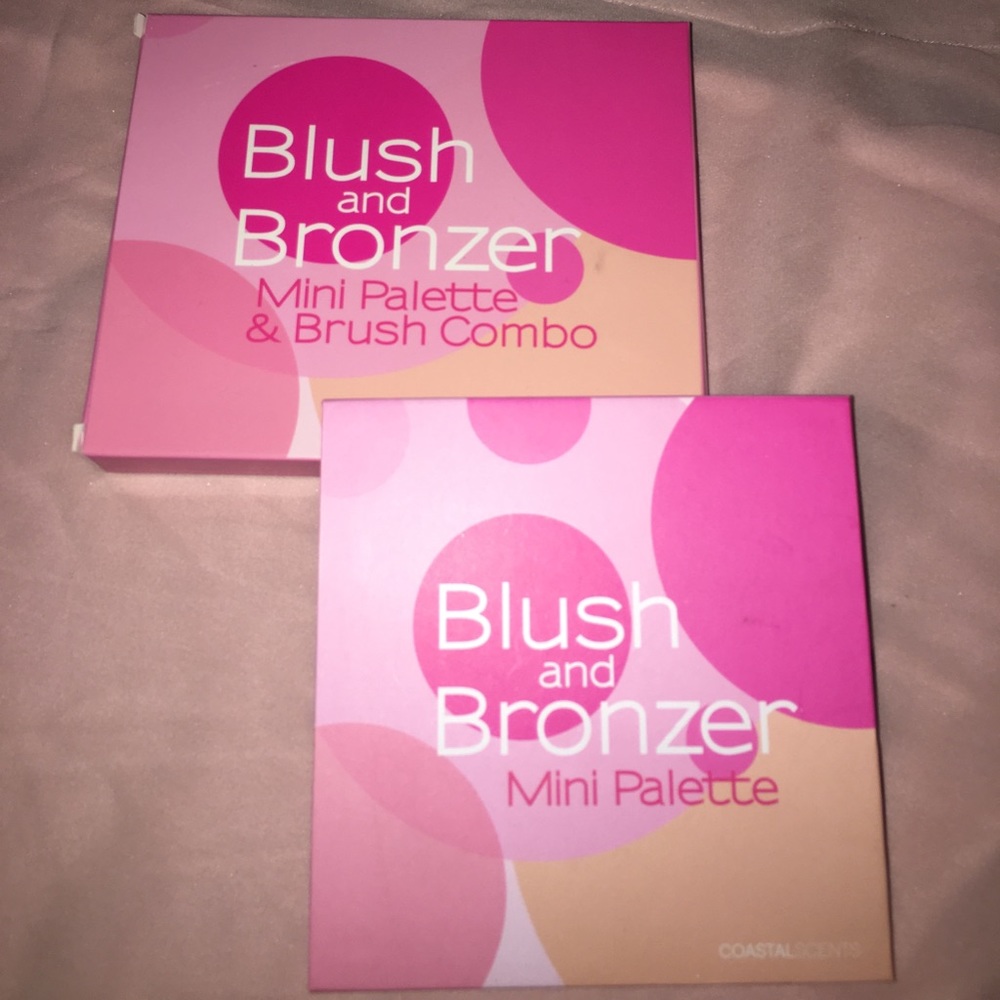 Blush
and
Bronzer
Mini Palette
& Brush Combo
Blush
and
Bronzer
Mini Palette
COASTALSCENTS